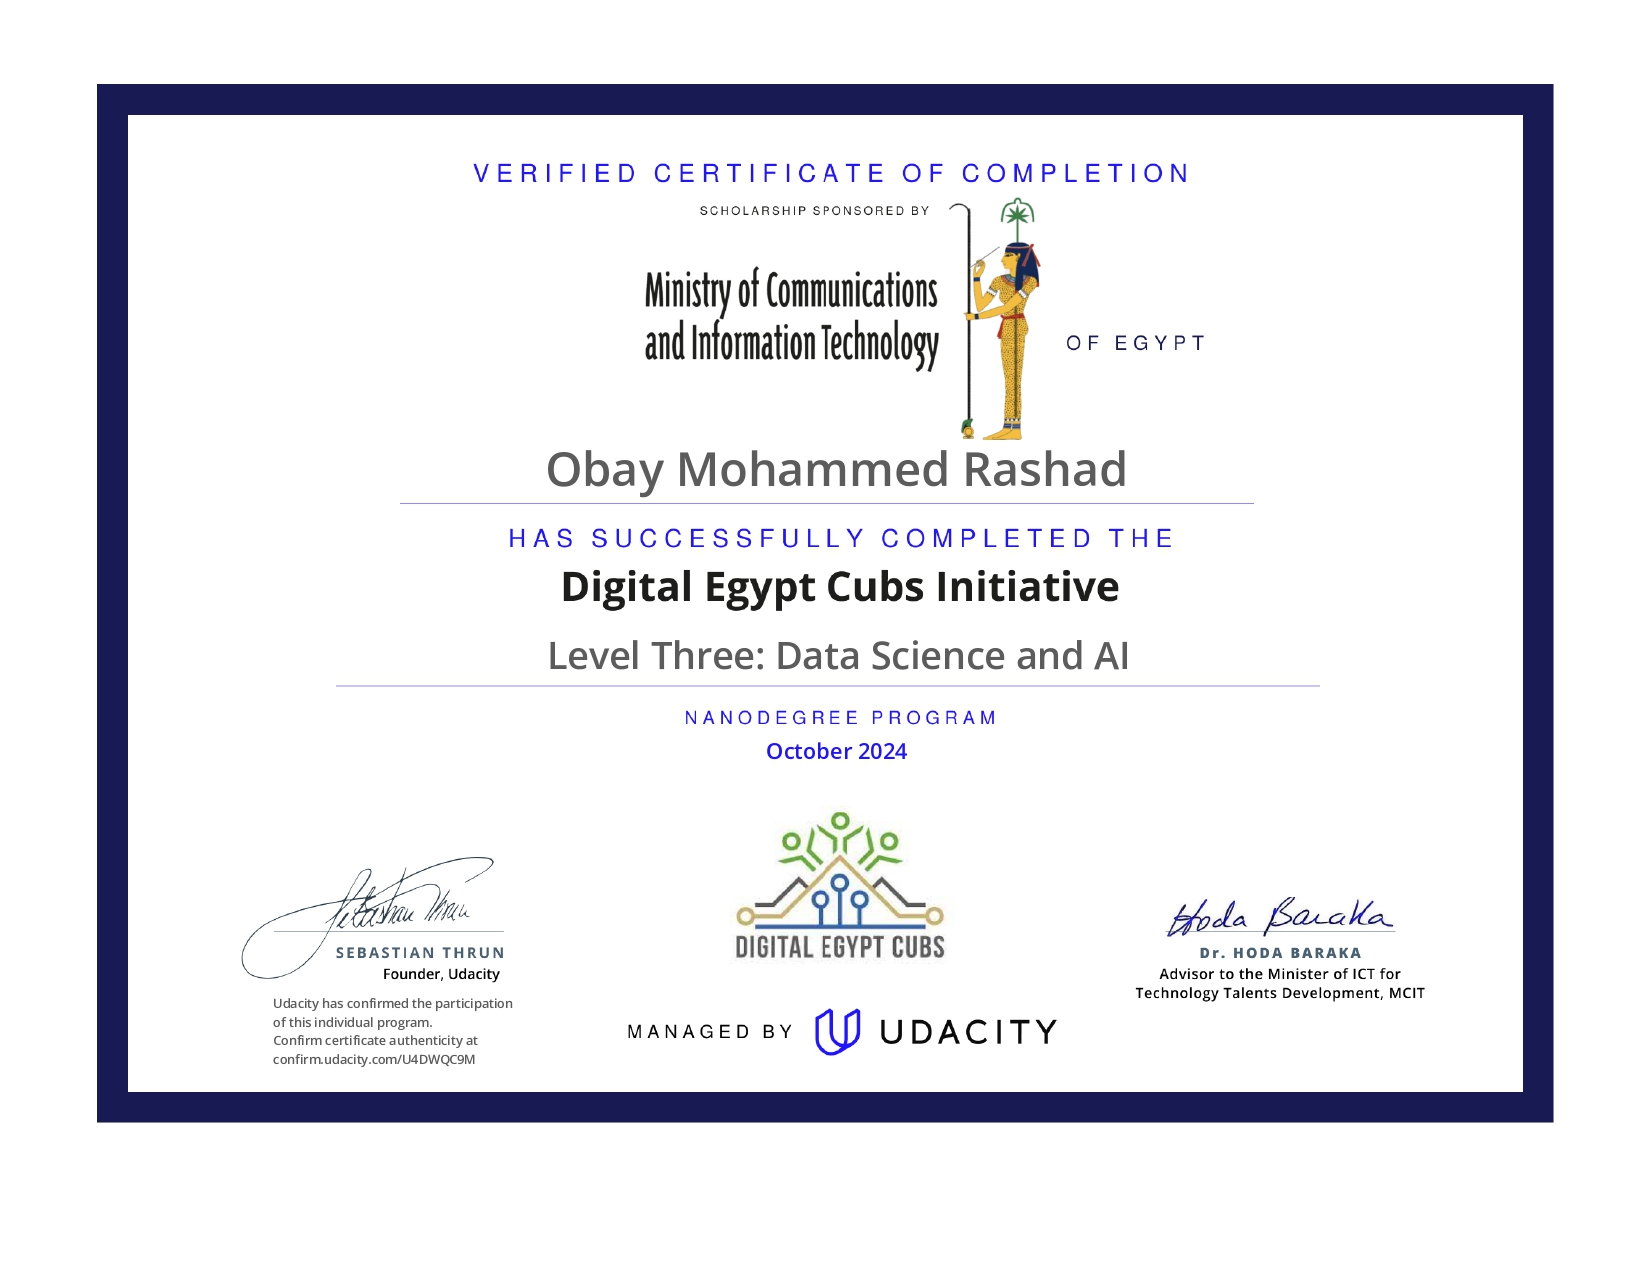 VERIFIED CERTIFICATE OF COMPLETION
SCHOLARSHIP SPONSORED BY
Ministry of Communications
and Information Technology
OF EGYPT
Obay Mohammed Rashad
HAS SUCCESSFULLY COMPLETED THE
Digital Egypt Cubs Initiative
Level Three: Data Science and AI
NANODEGREE PROGRAM
October 2024
Sebastian Thrun
SEBASTIAN THRUN
Founder, Udacity
Udacity has confirmed the participation
of this individual program.
Confirm certificate authenticity at
confirm.udacity.com/U4DWQC9M
DIGITAL EGYPT CUBS
MANAGED BY UDACITY
Hoda Baraka
Dr. HODA BARAKA
Advisor to the Minister of ICT for
Technology Talents Development, MCIT